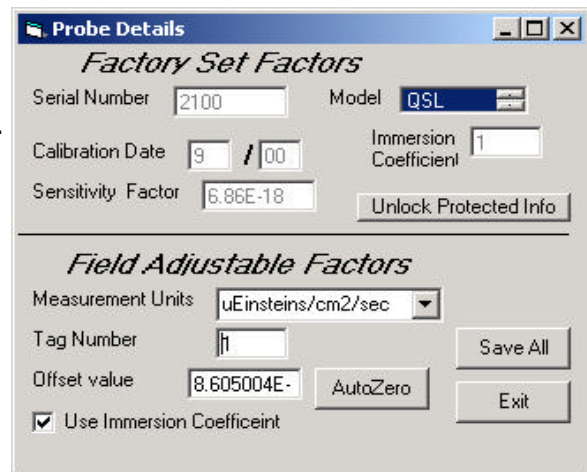 Probe Details
Factory Set Factors
Serial Number 2100 Model QSL
Calibration Date 9 / 00 Immersion Coefficient 1
Sensitivity Factor 6.86E-18
Unlock Protected Info
Field Adjustable Factors
Measurement Units uEinsteins/cm2/sec
Tag Number 1
Save All
Offset value 8.605004E- AutoZero
Exit
Use Immersion Coefficeint